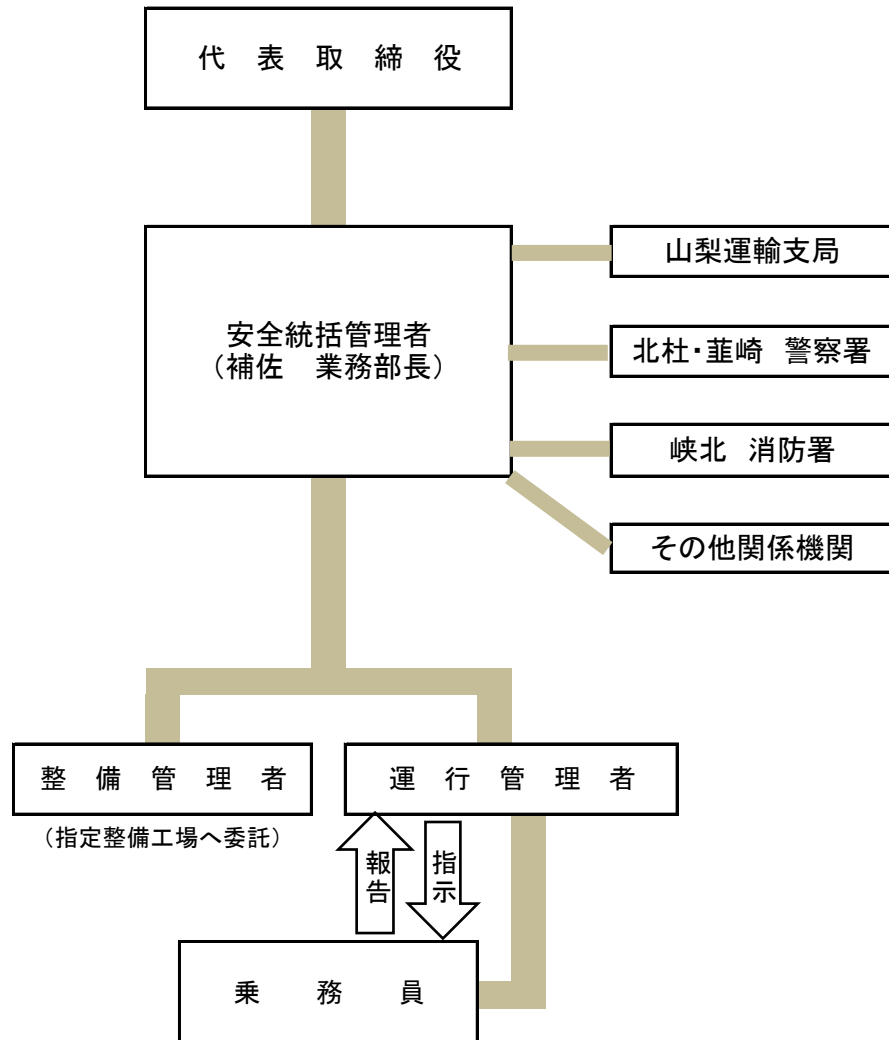 代　表　取　締　役
安全統括管理者
（補佐　業務部長）
山梨運輸支局
北杜・韮崎　警察署
峡北　消防署
その他関係機関
整　備　管　理　者
運　行　管　理　者
（指定整備工場へ委託）
報告
指示
乗　務　員